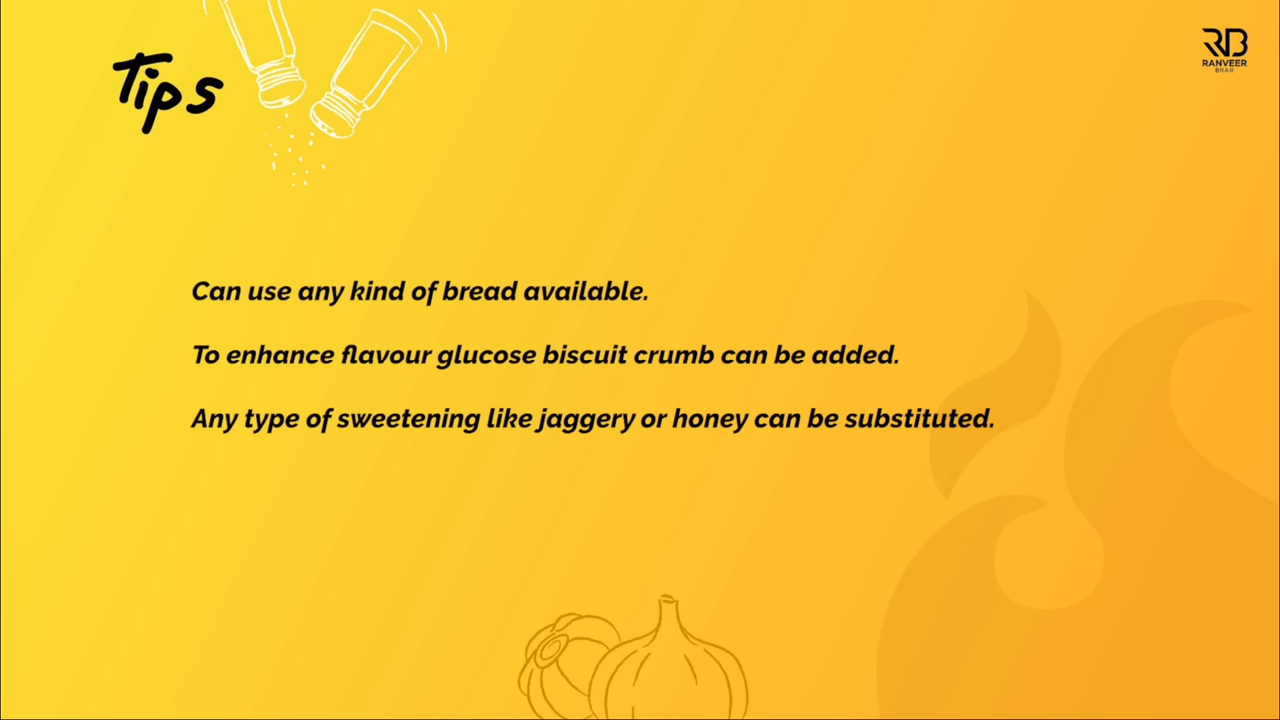 Tips
RB
RANVEER
BRAR
Can use any kind of bread available.
To enhance flavour glucose biscuit crumb can be added.
Any type of sweetening like jaggery or honey can be substituted.